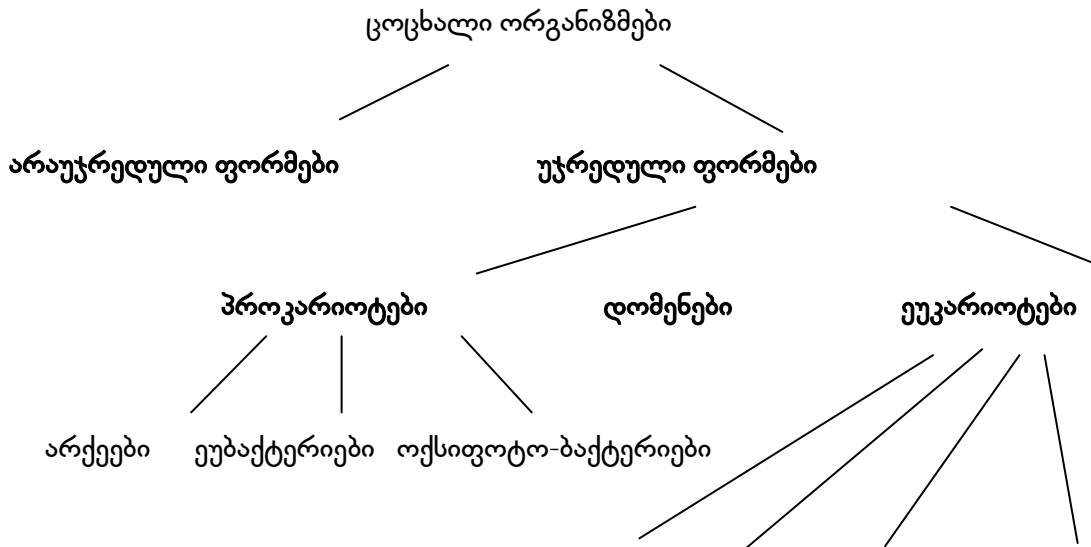 ცოცხალი ორგანიზმები
არაუჯრედული ფორმები უჯრედული ფორმები
პროკარიოტები დომენები ეუკარიოტები
არქეები ეუბაქტერიები ოქსიფოტო-ბაქტერიები